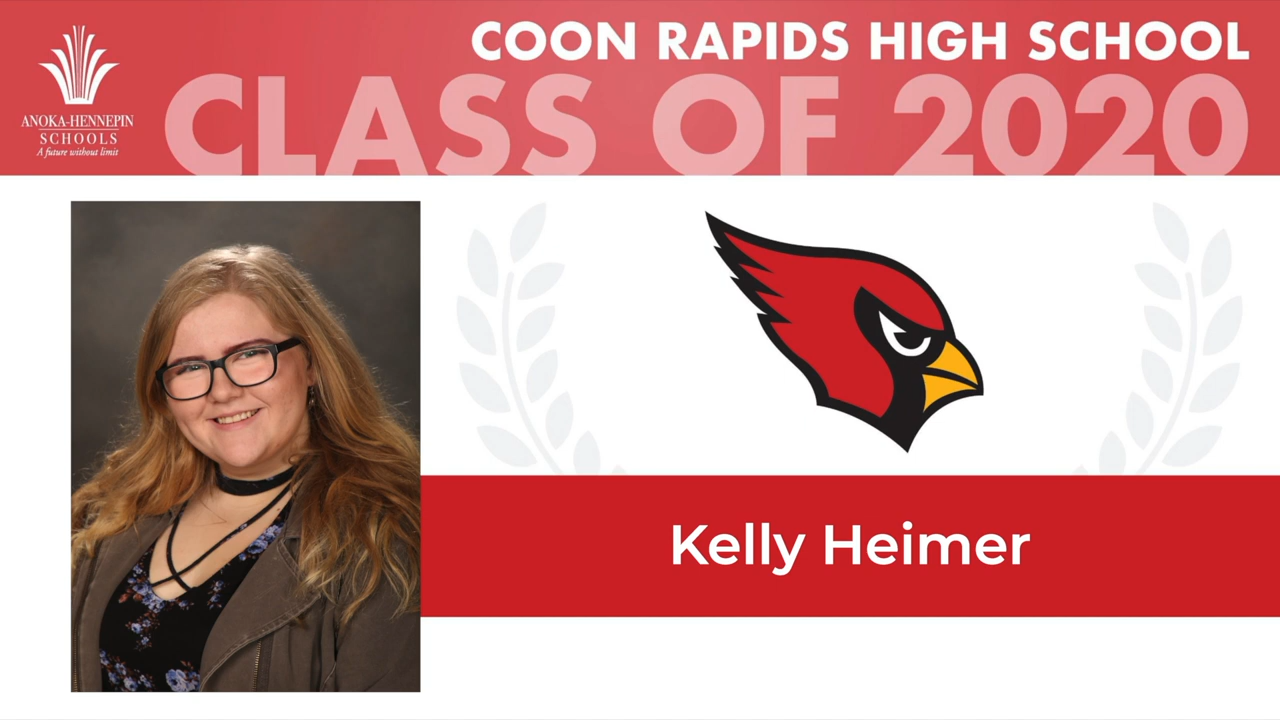 COON RAPIDS HIGH SCHOOL
CLASS OF 2020
ANOKA-HENNEPIN
SCHOOLS
A future without limit
Kelly Heimer